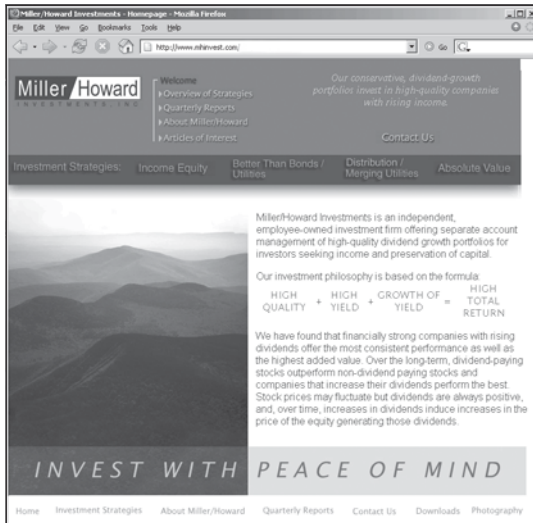 Miller/Howard Investments - Homepage - Mozilla Firefox
File Edit View Go Bookmarks Tools Help
http://www.mhinvest.com/
Go
Miller/Howard
INVESTMENTS, INC.
Welcome
Overview of Strategies
Quarterly Reports
About Miller/Howard
Articles of Interest
Our conservative, dividend-growth
portfolios invest in high-quality companies
with rising income.
Contact Us
Investment Strategies:
Income Equity
Better Than Bonds /
Utilities
Distribution /
Merging Utilities
Absolute Value
Miller/Howard Investments is an independent,
employee-owned investment firm offering separate account
management of high-quality dividend growth portfolios for
investors seeking income and preservation of capital.
Our investment philosophy is based on the formula:
HIGH QUALITY + HIGH YIELD + GROWTH OF YIELD = HIGH TOTAL RETURN
We have found that financially strong companies with rising
dividends offer the most consistent performance as well as
the highest added value. Over the long-term, dividend-paying
stocks outperform non-dividend paying stocks and
companies that increase their dividends perform the best.
Stock prices may fluctuate but dividends are always positive,
and, over time, increases in dividends induce increases in the
price of the equity generating those dividends.
INVEST WITH PEACE OF MIND
Home Investment Strategies About Miller/Howard Quarterly Reports Contact Us Downloads Photography